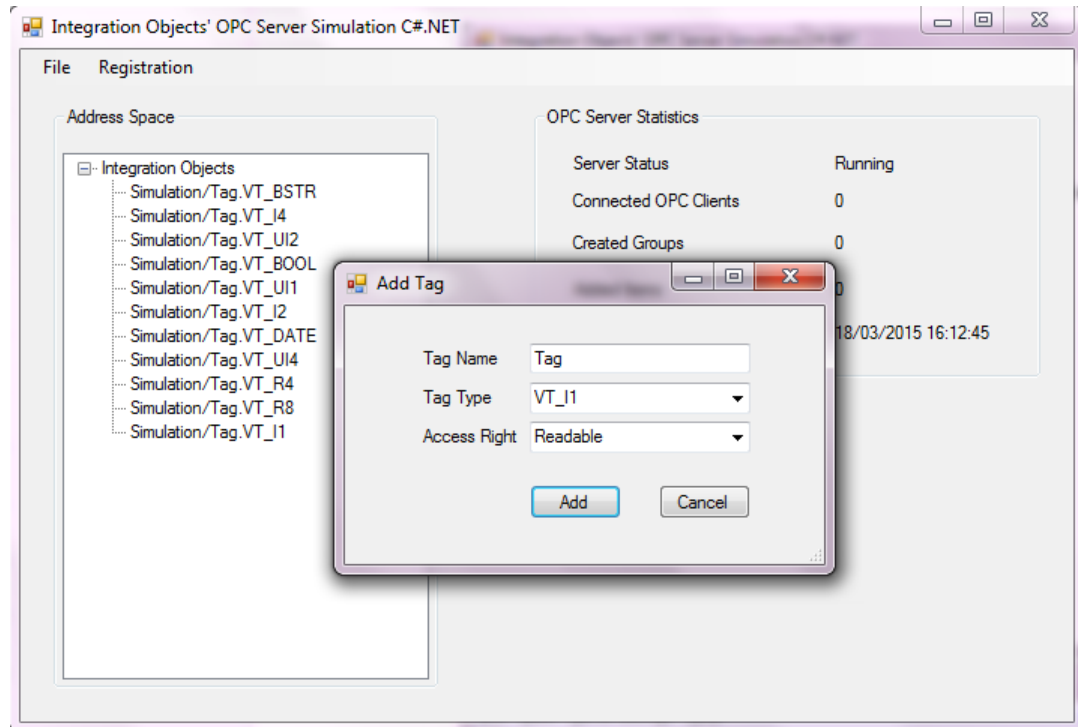 Integration Objects' OPC Server Simulation C#.NET
File Registration
Address Space
Integration Objects
Simulation/Tag.VT_BSTR
Simulation/Tag.VT_I4
Simulation/Tag.VT_UI2
Simulation/Tag.VT_BOOL
Simulation/Tag.VT_UI1
Simulation/Tag.VT_I2
Simulation/Tag.VT_DATE
Simulation/Tag.VT_UI4
Simulation/Tag.VT_R4
Simulation/Tag.VT_R8
Simulation/Tag.VT_I1
OPC Server Statistics
Server Status Running
Connected OPC Clients 0
Created Groups 0
0
18/03/2015 16:12:45
Add Tag
Tag Name Tag
Tag Type VT_I1
Access Right Readable
Add Cancel